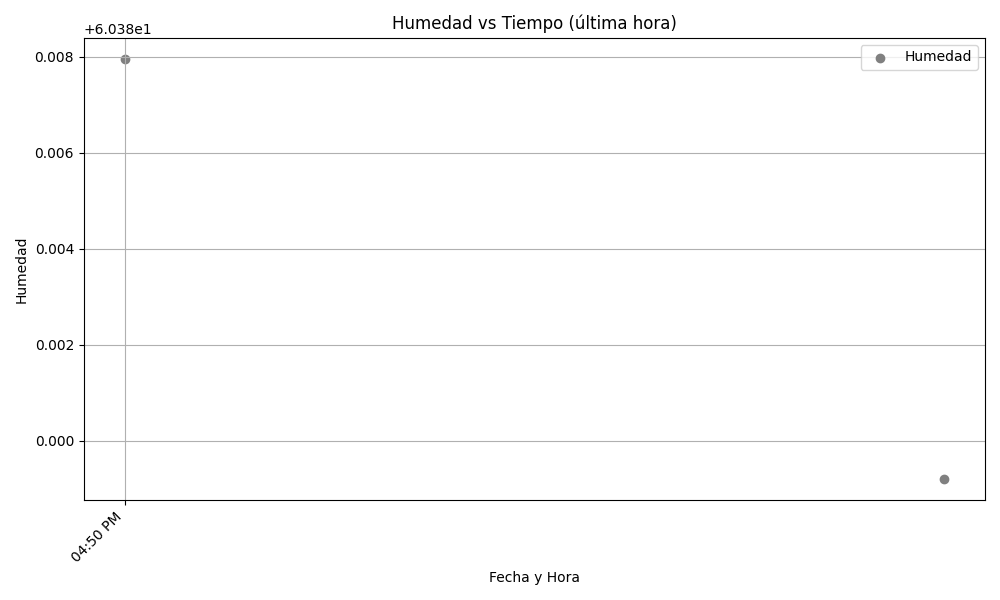 Humedad vs Tiempo (última hora)
+6.038e1
0.008
0.006
0.004
0.002
0.000
Humedad
Humedad
04:50 PM
Fecha y Hora